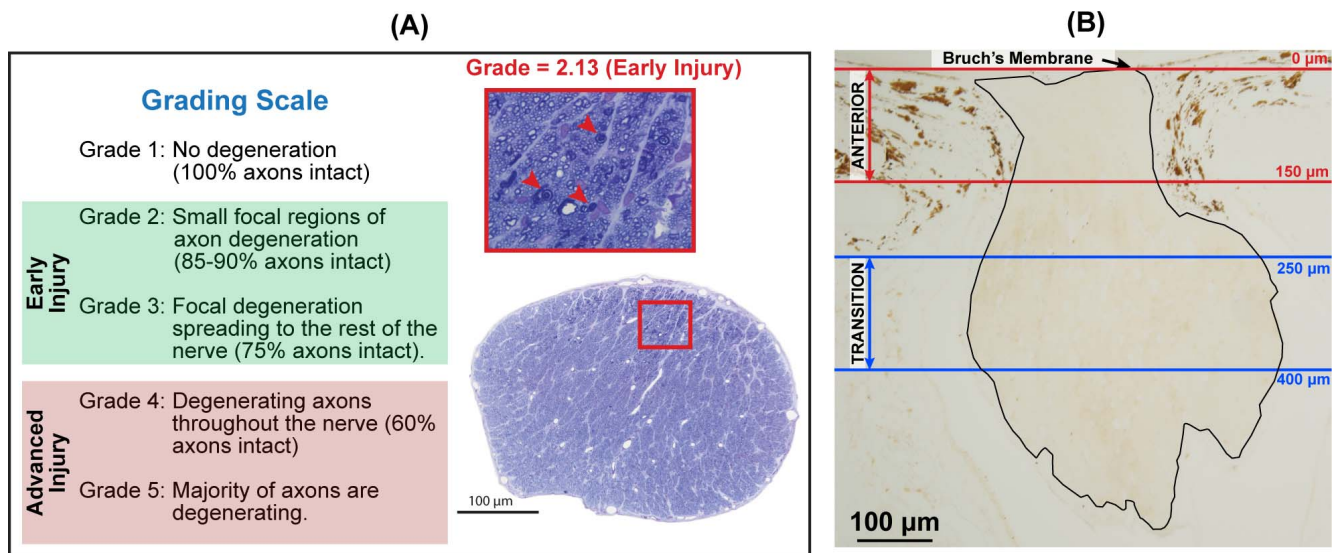 (A)
Grade = 2.13 (Early Injury)
Grading Scale
Grade 1: No degeneration
(100% axons intact)
Early
Injury
Grade 2: Small focal regions of
axon degeneration
(85-90% axons intact)
Grade 3: Focal degeneration
spreading to the rest of the
nerve (75% axons intact).
Advanced
Injury
Grade 4: Degenerating axons
throughout the nerve (60%
axons intact)
Grade 5: Majority of axons are
degenerating.
100 µm
(B)
Bruch's Membrane
0 µm
ANTERIOR
150 µm
250 µm
TRANSITION
400 µm
100 µm